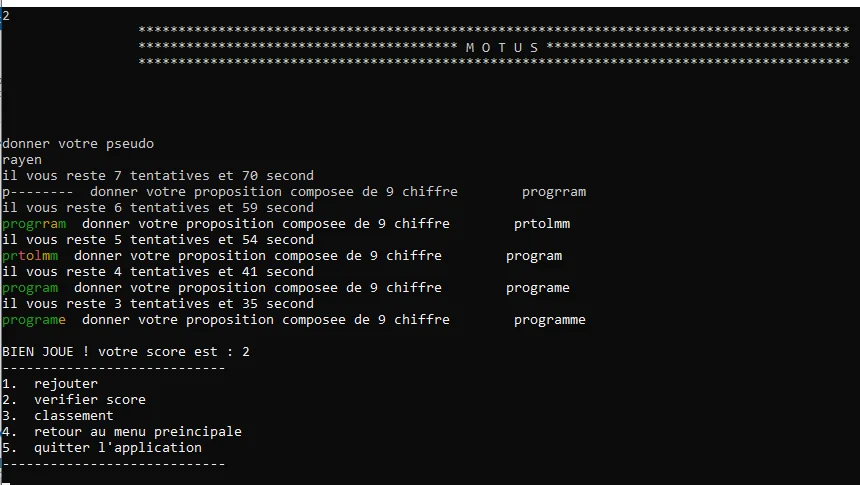 2
*****************************************************************************************
**************************************** M O T U S **************************************
*****************************************************************************************
donner votre pseudo
rayen
il vous reste 7 tentatives et 70 second
p--------  donner votre proposition composee de 9 chiffre        progrram
il vous reste 6 tentatives et 59 second
progrram  donner votre proposition composee de 9 chiffre        prtolmm
il vous reste 5 tentatives et 54 second
prtolmm  donner votre proposition composee de 9 chiffre        program
il vous reste 4 tentatives et 41 second
program  donner votre proposition composee de 9 chiffre        programe
il vous reste 3 tentatives et 35 second
programe  donner votre proposition composee de 9 chiffre        programme
BIEN JOUE ! votre score est : 2
----------------------------
1.  rejouter
2.  verifier score
3.  classement
4.  retour au menu preincipale
5.  quitter l'application
----------------------------